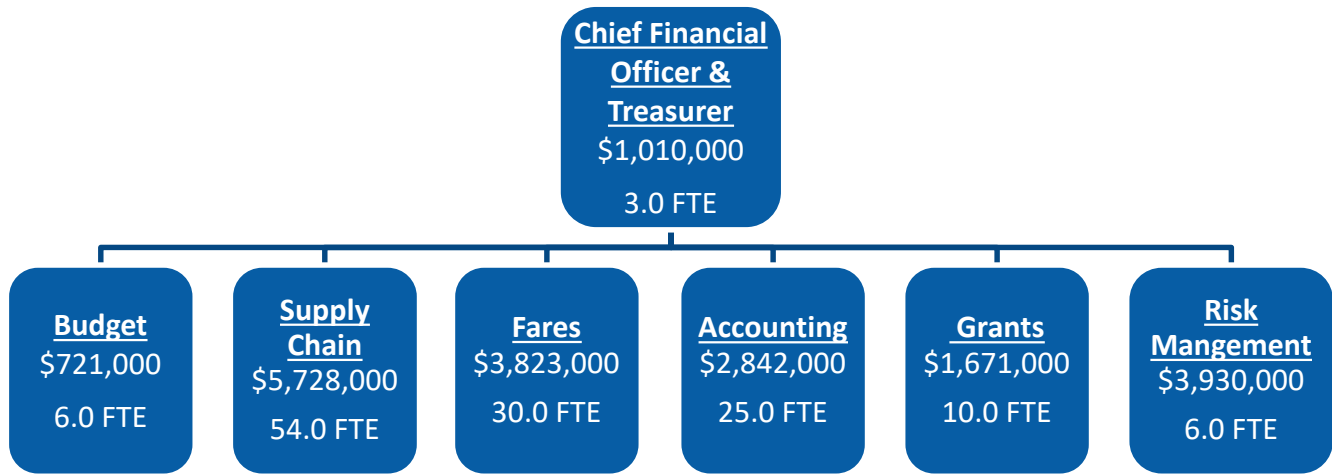 Chief Financial
Officer &
Treasurer
$1,010,000
3.0 FTE
Budget
$721,000
6.0 FTE
Supply
Chain
$5,728,000
54.0 FTE
Fares
$3,823,000
30.0 FTE
Accounting
$2,842,000
25.0 FTE
Grants
$1,671,000
10.0 FTE
Risk
Mangement
$3,930,000
6.0 FTE